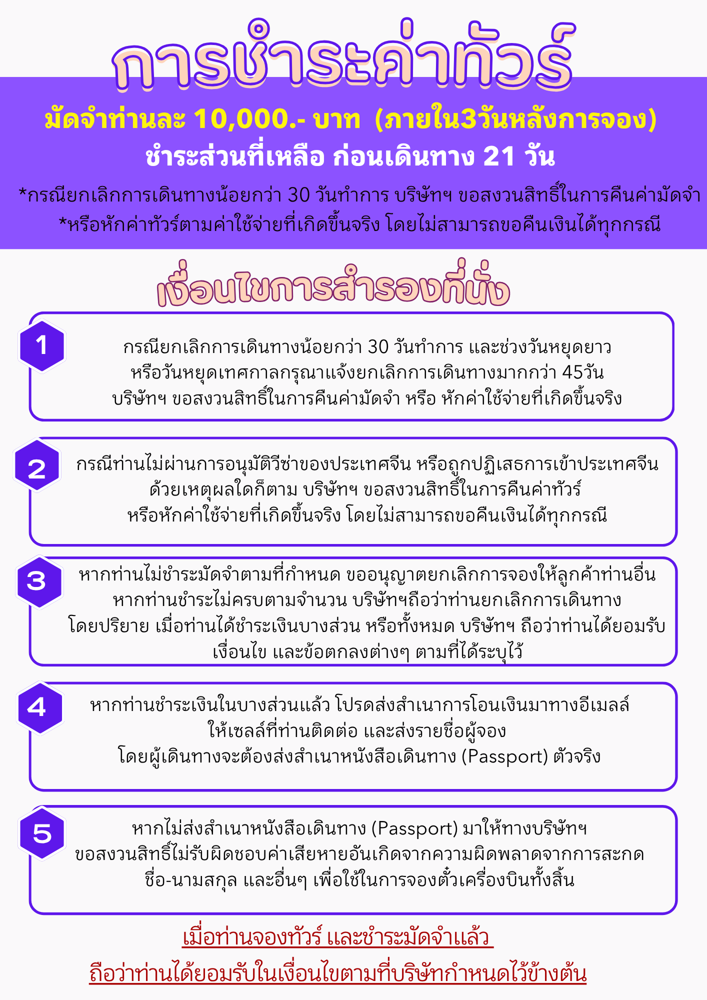 การชำระค่าทัวร์
มัดจำท่านละ 10,000.- บาท (ภายใน3วันหลังการจอง)
ชำระส่วนที่เหลือ ก่อนเดินทาง 21 วัน
*กรณียกเลิกการเดินทางน้อยกว่า 30 วันทำการ บริษัทฯ ขอสงวนสิทธิ์ในการคืนค่ามัดจำ
*หรือหักค่าทัวร์ตามค่าใช้จ่ายที่เกิดขึ้นจริง โดยไม่สามารถขอคืนเงินได้ทุกกรณี
เงื่อนไขการสำรองที่นั่ง
1
กรณียกเลิกการเดินทางน้อยกว่า 30 วันทำการ และช่วงวันหยุดยาว
หรือวันหยุดเทศกาลกรุณาแจ้งยกเลิกการเดินทางมากกว่า 45วัน
บริษัทฯ ขอสงวนสิทธิ์ในการคืนค่ามัดจำ หรือ หักค่าใช้จ่ายที่เกิดขึ้นจริง
2
กรณีท่านไม่ผ่านการอนุมัติวีซ่าของประเทศจีน หรือถูกปฏิเสธการเข้าประเทศจีน
ด้วยเหตุผลใดก็ตาม บริษัทฯ ขอสงวนสิทธิ์ในการคืนค่าทัวร์
หรือหักค่าใช้จ่ายที่เกิดขึ้นจริง โดยไม่สามารถขอคืนเงินได้ทุกกรณี
3
หากท่านไม่ชำระมัดจำตามที่กำหนด ขออนุญาตยกเลิกการจองให้ลูกค้าท่านอื่น
หากท่านชำระไม่ครบตามจำนวน บริษัทฯถือว่าท่านยกเลิกการเดินทาง
โดยปริยาย เมื่อท่านได้ชำระเงินบางส่วน หรือทั้งหมด บริษัทฯ ถือว่าท่านได้ยอมรับ
เงื่อนไข และข้อตกลงต่างๆ ตามที่ได้ระบุไว้
4
หากท่านชำระเงินในบางส่วนแล้ว โปรดส่งสำเนาการโอนเงินมาทางอีเมลล์
ให้เซลล์ที่ท่านติดต่อ และส่งรายชื่อผู้จอง
โดยผู้เดินทางจะต้องส่งสำเนาหนังสือเดินทาง (Passport) ตัวจริง
5
หากไม่ส่งสำเนาหนังสือเดินทาง (Passport) มาให้ทางบริษัทฯ
ขอสงวนสิทธิ์ไม่รับผิดชอบค่าเสียหายอันเกิดจากความผิดพลาดจากการสะกด
ชื่อ-นามสกุล และอื่นๆ เพื่อใช้ในการจองตั๋วเครื่องบินทั้งสิ้น
เมื่อท่านจองทัวร์ และชำระมัดจำแล้ว
ถือว่าท่านได้ยอมรับในเงื่อนไขตามที่บริษัทกำหนดไว้ข้างต้น